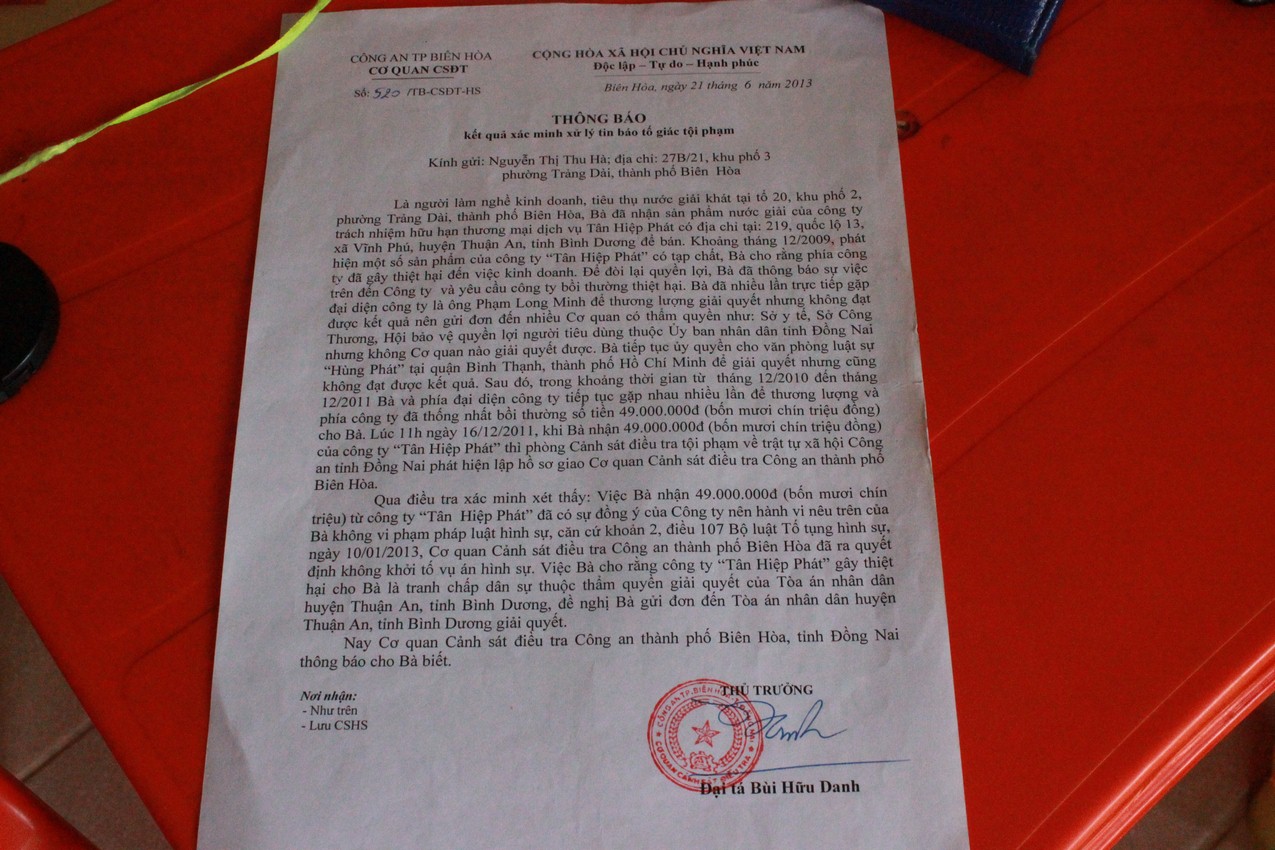 CÔNG AN TP BIÊN HÒA
CƠ QUAN CSĐT
Số: 520 /TB-CSĐT-HS
CỘNG HÒA XÃ HỘI CHỦ NGHĨA VIỆT NAM
Độc lập – Tự do – Hạnh phúc
Biên Hòa, ngày 21 tháng 6 năm 2013
THÔNG BÁO
kết quả xác minh xử lý tin báo tố giác tội phạm
Kính gửi: Nguyễn Thị Thu Hà; địa chỉ: 27B/21, khu phố 3
phường Trảng Dài, thành phố Biên Hòa
Là người làm nghề kinh doanh, tiêu thụ nước giải khát tại tổ 20, khu phố 2,
phường Trảng Dài, thành phố Biên Hòa, Bà đã nhận sản phẩm nước giải của công ty
trách nhiệm hữu hạn thương mại dịch vụ Tân Hiệp Phát có địa chỉ tại: 219, quốc lộ 13,
xã Vĩnh Phú, huyện Thuận An, tỉnh Bình Dương để bán. Khoảng tháng 12/2009, phát
hiện một số sản phẩm của công ty “Tân Hiệp Phát” có tạp chất, Bà cho rằng phía công
ty đã gây thiệt hại đến việc kinh doanh. Để đòi lại quyền lợi, Bà đã thông báo sự việc
trên đến Công ty và yêu cầu công ty bồi thường thiệt hại. Bà đã nhiều lần trực tiếp gặp
đại diện công ty là ông Phạm Long Minh để thương lượng giải quyết nhưng không đạt
được kết quả nên gửi đơn đến nhiều Cơ quan có thẩm quyền như: Sở y tế, Sở Công
Thương, Hội bảo vệ quyền lợi người tiêu dùng thuộc Ủy ban nhân dân tỉnh Đồng Nai
nhưng không Cơ quan nào giải quyết được. Bà tiếp tục ủy quyền cho văn phòng luật sư
“Hùng Phát” tại quận Bình Thạnh, thành phố Hồ Chí Minh để giải quyết nhưng cũng
không đạt được kết quả. Sau đó, trong khoảng thời gian từ tháng 12/2010 đến tháng
12/2011 Bà và phía đại diện công ty tiếp tục gặp nhau nhiều lần để thương lượng và
phía công ty đã thống nhất bồi thường số tiền 49.000.000đ (bốn mươi chín triệu đồng)
cho Bà. Lúc 11h ngày 16/12/2011, khi Bà nhận 49.000.000đ (bốn mươi chín triệu đồng)
của công ty “Tân Hiệp Phát” thì phòng Cảnh sát điều tra tội phạm về trật tự xã hội Công
an tỉnh Đồng Nai phát hiện lập hồ sơ giao Cơ quan Cảnh sát điều tra Công an thành phố
Biên Hòa.
Qua điều tra xác minh xét thấy: Việc Bà nhận 49.000.000đ (bốn mươi chín
triệu) từ công ty “Tân Hiệp Phát” đã có sự đồng ý của Công ty nên hành vi nêu trên của
Bà không vi phạm pháp luật hình sự, căn cứ khoản 2, điều 107 Bộ luật Tố tụng hình sự,
ngày 10/01/2013, Cơ quan Cảnh sát điều tra Công an thành phố Biên Hòa đã ra quyết
định không khởi tố vụ án hình sự. Việc Bà cho rằng công ty “Tân Hiệp Phát” gây thiệt
hại cho Bà là tranh chấp dân sự thuộc thẩm quyền giải quyết của Tòa án nhân dân
huyện Thuận An, tỉnh Bình Dương, đề nghị Bà gửi đơn đến Tòa án nhân dân huyện
Thuận An, tỉnh Bình Dương giải quyết.
Nay Cơ quan Cảnh sát điều tra Công an thành phố Biên Hòa, tỉnh Đồng Nai
thông báo cho Bà biết.
Nơi nhận:
- Như trên
- Lưu CSHS
THỦ TRƯỞNG
CÔNG AN TP.BIÊN HÒA
CƠ QUAN CẢNH SÁT ĐIỀU TRA
Danh
Đại tá Bùi Hữu Danh